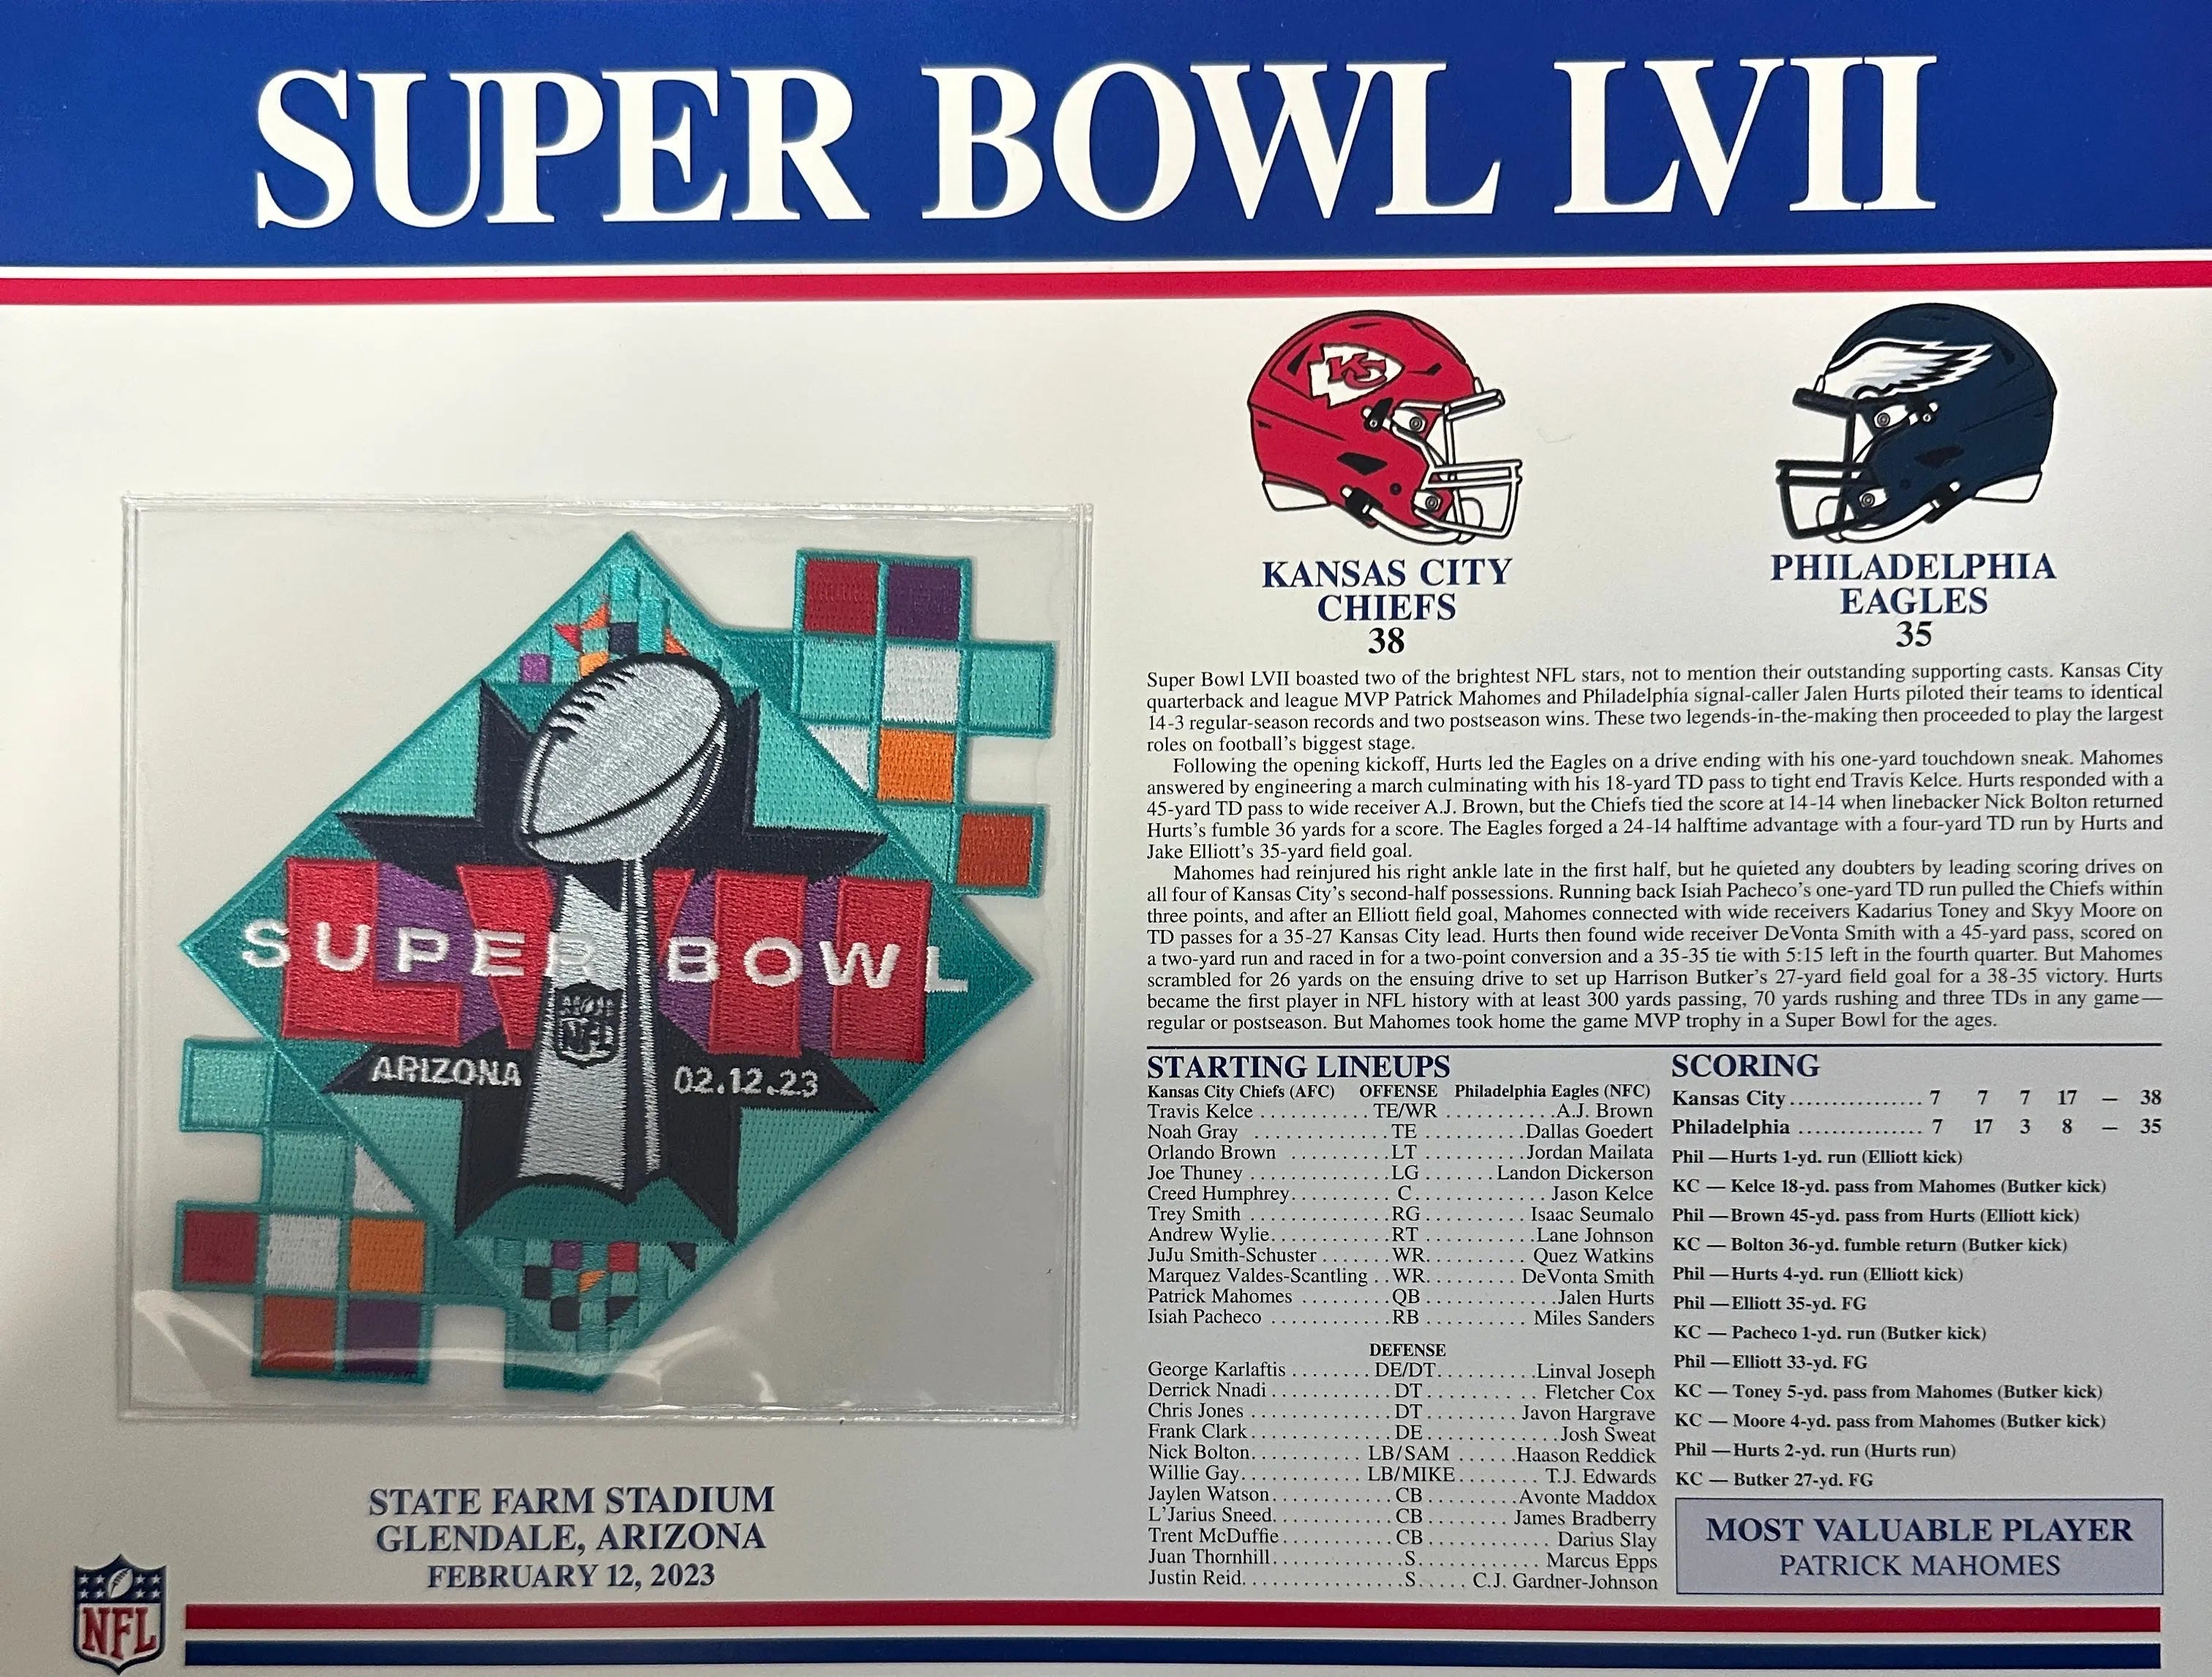 SUPER BOWL LVII
KC
KANSAS CITY
CHIEFS
38
PHILADELPHIA
EAGLES
35
Super Bowl LVII boasted two of the brightest NFL stars, not to mention their outstanding supporting casts. Kansas City
quarterback and league MVP Patrick Mahomes and Philadelphia signal-caller Jalen Hurts piloted their teams to identical
14-3 regular-season records and two postseason wins. These two legends-in-the-making then proceeded to play the largest
roles on football's biggest stage.
Following the opening kickoff, Hurts led the Eagles on a drive ending with his one-yard touchdown sneak. Mahomes
answered by engineering a march culminating with his 18-yard TD pass to tight end Travis Kelce. Hurts responded with a
45-yard TD pass to wide receiver A.J. Brown, but the Chiefs tied the score at 14-14 when linebacker Nick Bolton returned
Hurts's fumble 36 yards for a score. The Eagles forged a 24-14 halftime advantage with a four-yard TD run by Hurts and
Jake Elliott's 35-yard field goal.
Mahomes had reinjured his right ankle late in the first half, but he quieted any doubters by leading scoring drives on
all four of Kansas City's second-half possessions. Running back Isiah Pacheco's one-yard TD run pulled the Chiefs within
three points, and after an Elliott field goal, Mahomes connected with wide receivers Kadarius Toney and Skyy Moore on
TD passes for a 35-27 Kansas City lead. Hurts then found wide receiver DeVonta Smith with a 45-yard pass, scored on
a two-yard run and raced in for a two-point conversion and a 35-35 tie with 5:15 left in the fourth quarter. But Mahomes
scrambled for 26 yards on the ensuing drive to set up Harrison Butker's 27-yard field goal for a 38-35 victory. Hurts
became the first player in NFL history with at least 300 yards passing, 70 yards rushing and three TDs in any game—
regular or postseason. But Mahomes took home the game MVP trophy in a Super Bowl for the ages.
STARTING LINEUPS
Kansas City Chiefs (AFC) OFFENSE Philadelphia Eagles (NFC)
Travis Kelce ........... TE/WR ........... A.J. Brown
Noah Gray ............. TE .......... Dallas Goedert
Orlando Brown .......... LT .......... Jordan Mailata
Joe Thuney .............. LG ....... Landon Dickerson
Creed Humphrey.......... C............. Jason Kelce
Trey Smith .............. RG .......... Isaac Seumalo
Andrew Wylie............ RT ........... Lane Johnson
JuJu Smith-Schuster ....... WR.......... Quez Watkins
Marquez Valdes-Scantling .. WR......... DeVonta Smith
Patrick Mahomes ......... QB ............ Jalen Hurts
Isiah Pacheco ............ RB .......... Miles Sanders
DEFENSE
George Karlaftis ........ DE/DT.......... Linval Joseph
Derrick Nnadi ............ DT............ Fletcher Cox
Chris Jones .............. DT......... Javon Hargrave
Frank Clark.............. DE............. Josh Sweat
Nick Bolton........... LB/SAM ...... Haason Reddick
Willie Gay............ LB/MIKE........ T.J. Edwards
Jaylen Watson............ CB ......... Avonte Maddox
L'Jarius Sneed............ CB ........ James Bradberry
Trent McDuffie........... CB ............ Darius Slay
Juan Thornhill............. S............ Marcus Epps
Justin Reid................ S..... C.J. Gardner-Johnson
SCORING
Kansas City............... 7 7 7 17 — 38
Philadelphia .............. 7 17 3 8 — 35
Phil — Hurts 1-yd. run (Elliott kick)
KC — Kelce 18-yd. pass from Mahomes (Butker kick)
Phil — Brown 45-yd. pass from Hurts (Elliott kick)
KC — Bolton 36-yd. fumble return (Butker kick)
Phil — Hurts 4-yd. run (Elliott kick)
Phil — Elliott 35-yd. FG
KC — Pacheco 1-yd. run (Butker kick)
Phil — Elliott 33-yd. FG
KC — Toney 5-yd. pass from Mahomes (Butker kick)
KC — Moore 4-yd. pass from Mahomes (Butker kick)
Phil — Hurts 2-yd. run (Hurts run)
KC — Butker 27-yd. FG
MOST VALUABLE PLAYER
PATRICK MAHOMES
LVII
SUPER BOWL
NFL
ARIZONA 02.12.23
STATE FARM STADIUM
GLENDALE, ARIZONA
FEBRUARY 12, 2023
NFL